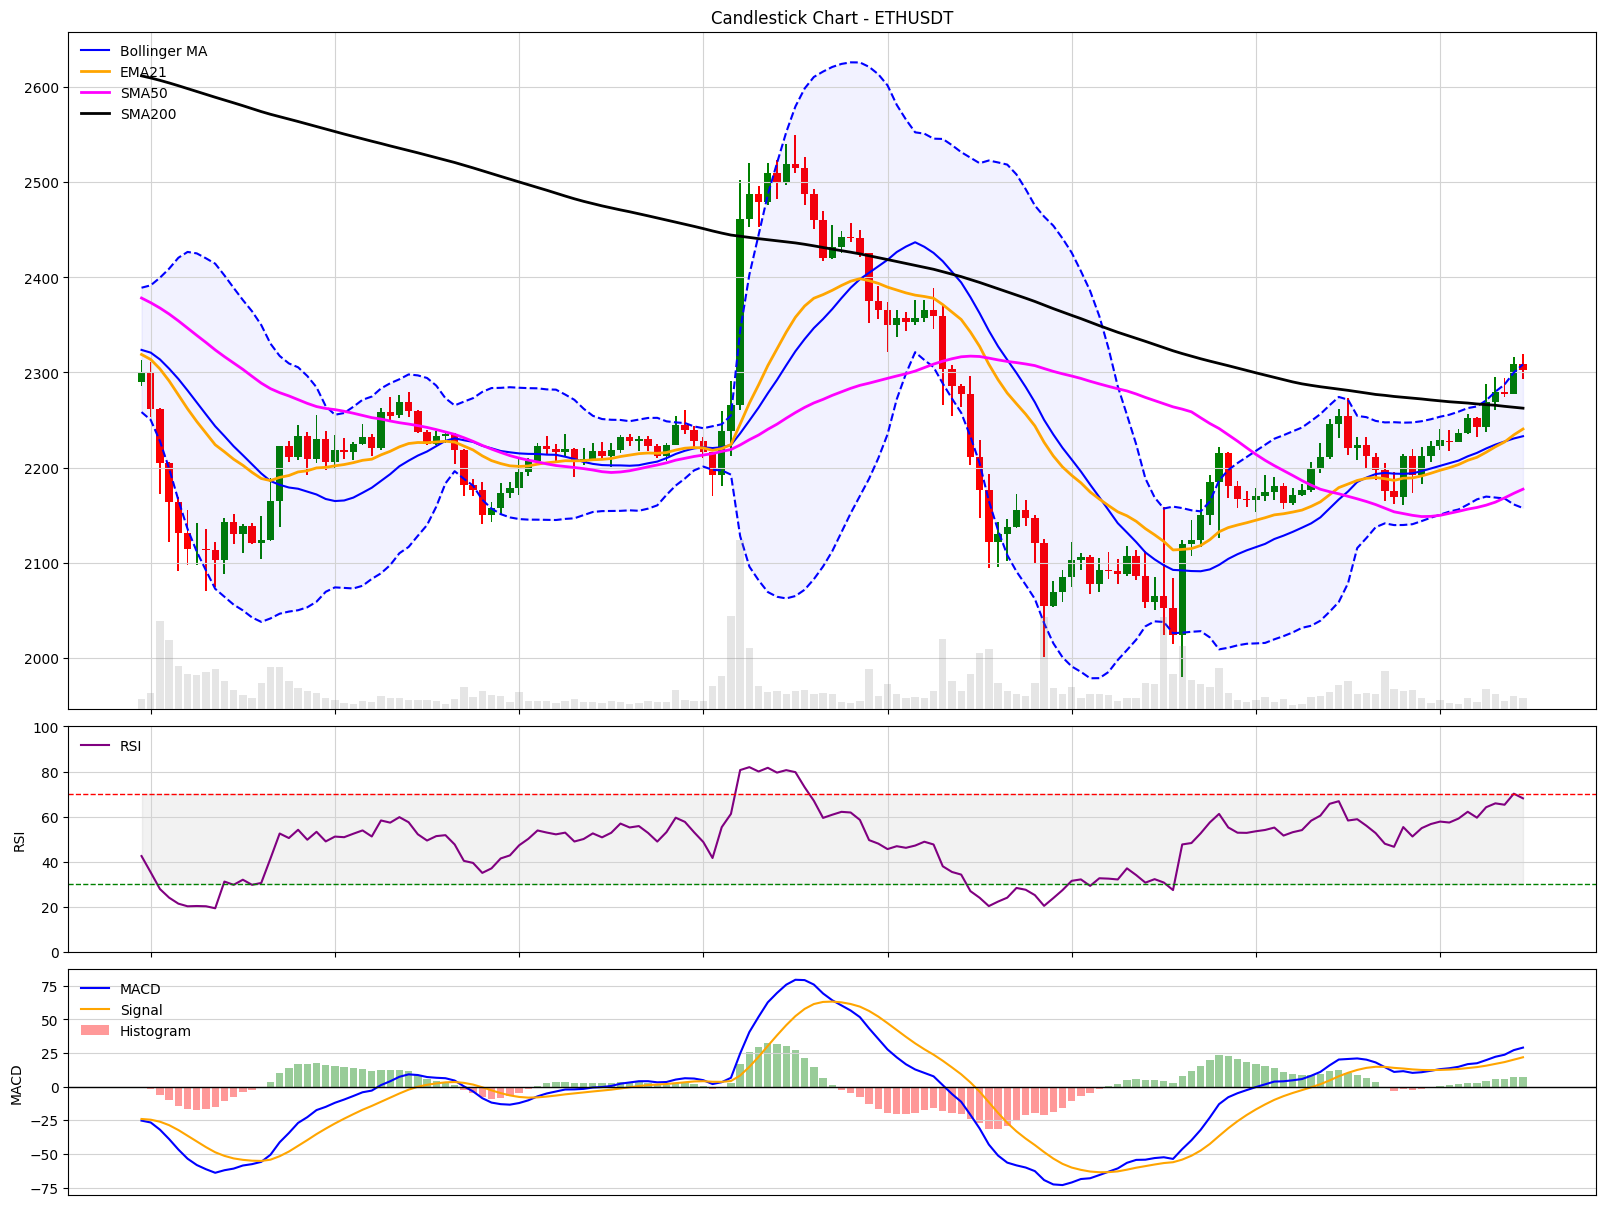 Candlestick Chart - ETHUSDT
Bollinger MA
EMA21
SMA50
SMA200
2600
2500
2400
2300
2200
2100
2000
RSI
RSI
100
80
60
40
20
0
MACD
Signal
Histogram
MACD
75
50
25
0
−25
−50
−75